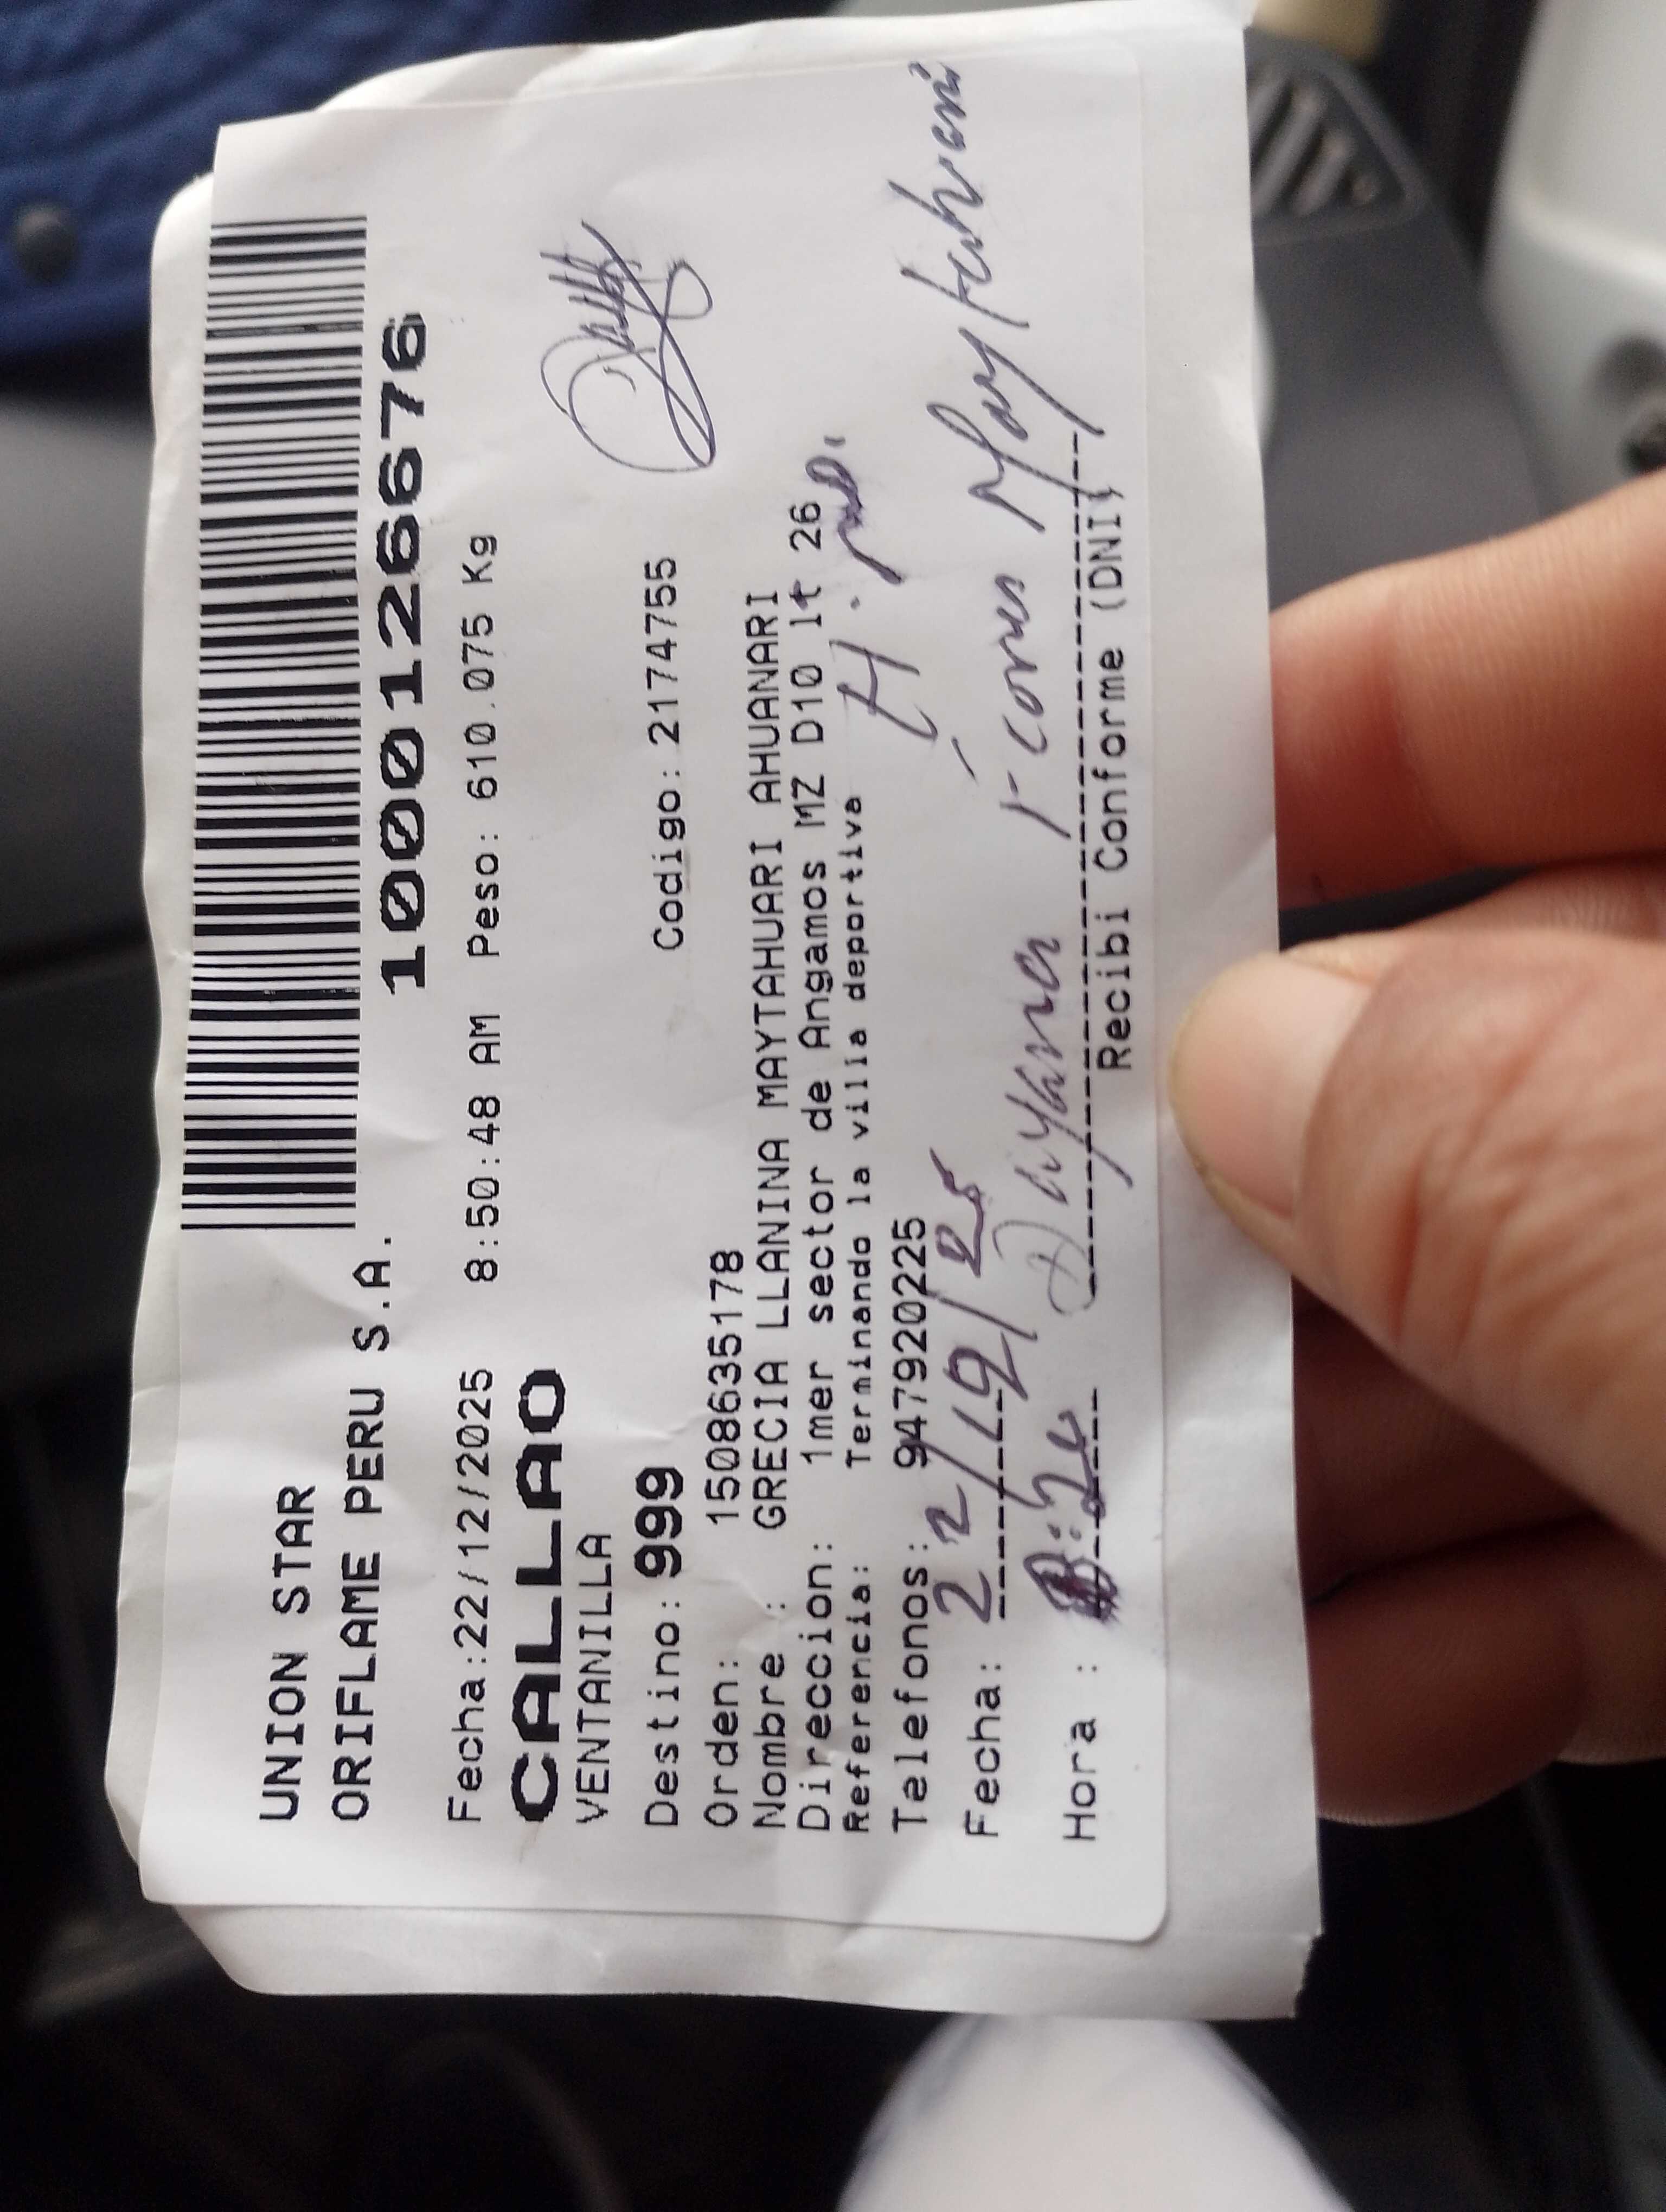 UNION STAR
ORIFLAME PERU S.A.
100126676
Fecha:22/12/2025 8:50:48 AM Peso: 610.075 Kg
CALLAO
VENTANILLA
Destino: 999 Codigo: 2174755
Orden: 1508635178
Nombre : GRECIA LLANINA MAYTAHUARI AHUANARI
Direccion: 1mer sector de Angamos MZ D10 lt 26
Referencia: Terminando la villa deportiva
Telefonos: 947920225
Fecha: 22/12/25
Hora :
Dayana
Recibi Conforme (DNI)